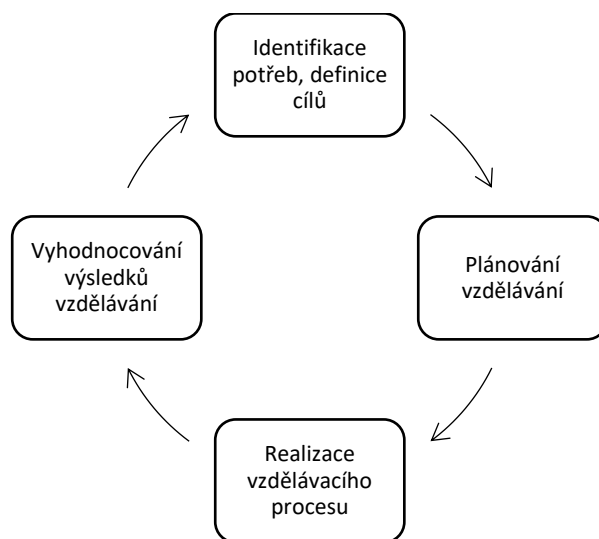 Identifikace
potřeb, definice
cílů
Plánování
vzdělávání
Realizace
vzdělávacího
procesu
Vyhodnocování
výsledků
vzdělávání